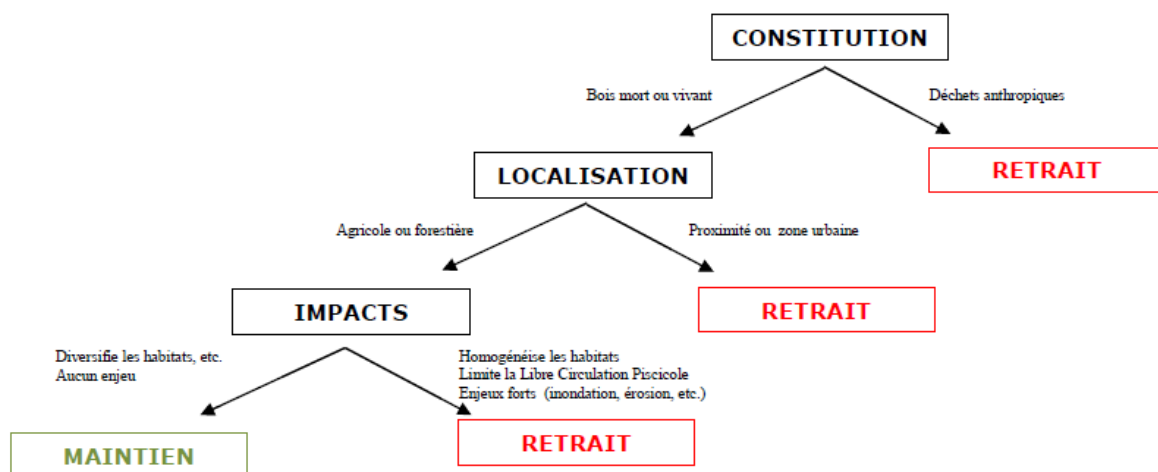 CONSTITUTION
Bois mort ou vivant
Déchets anthropiques
LOCALISATION
RETRAIT
Agricole ou forestière
Proximité ou zone urbaine
IMPACTS
RETRAIT
Diversifie les habitats, etc.
Aucun enjeu
Homogénéise les habitats
Limite la Libre Circulation Piscicole
Enjeux forts (inondation, érosion, etc.)
MAINTIEN
RETRAIT